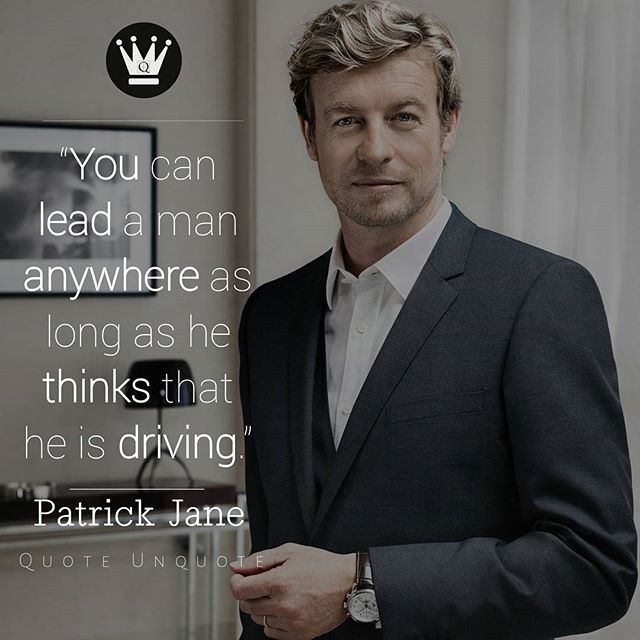 Q
“You can
lead a man
anywhere as
long as he
thinks that
he is driving.”
Patrick Jane
Quote Unquote